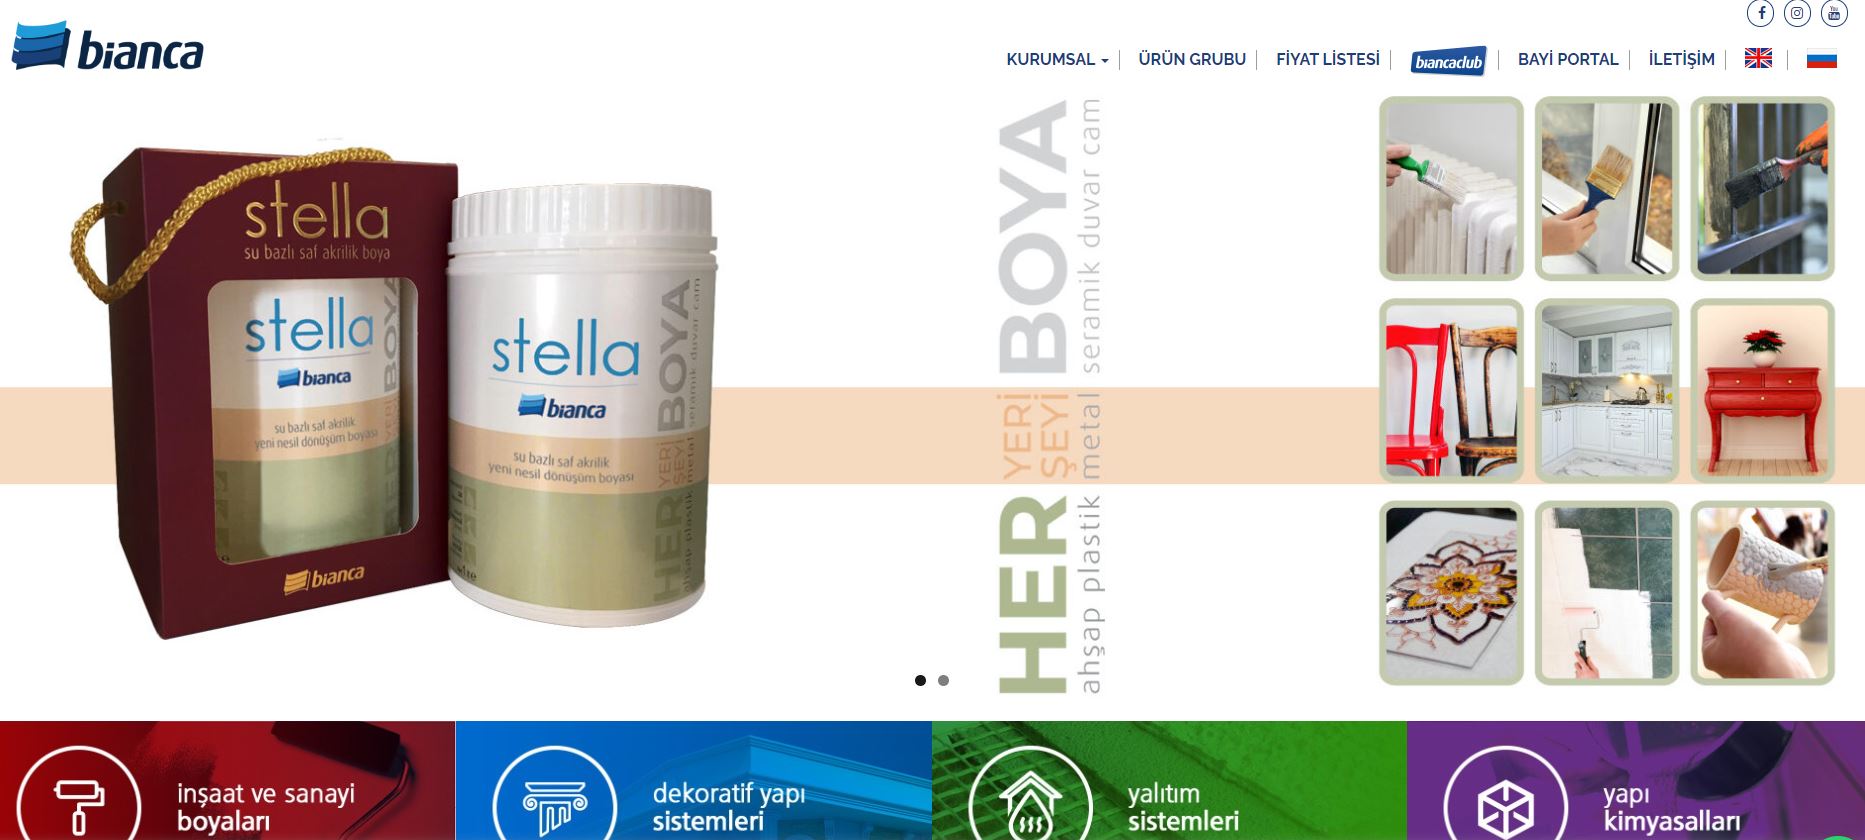 bianca
KURUMSAL
ÜRÜN GRUBU
FİYAT LİSTESİ
biancaclub
BAYİ PORTAL
İLETİŞİM
stella
su bazlı saf akrilik boya
stella
bianca
su bazlı saf akrilik
yeni nesil dönüşüm boyası
HER YERİ ŞEYİ BOYA
bianca
stella
bianca
su bazlı saf akrilik
yeni nesil dönüşüm boyası
HER YERİ ŞEYİ BOYA
ahşap plastik metal seramik duvar cam
HER YERİ ŞEYİ BOYA
ahşap plastik metal seramik duvar cam
inşaat ve sanayi
boyaları
dekoratif yapı
sistemleri
yalıtım
sistemleri
yapı
kimyasalları